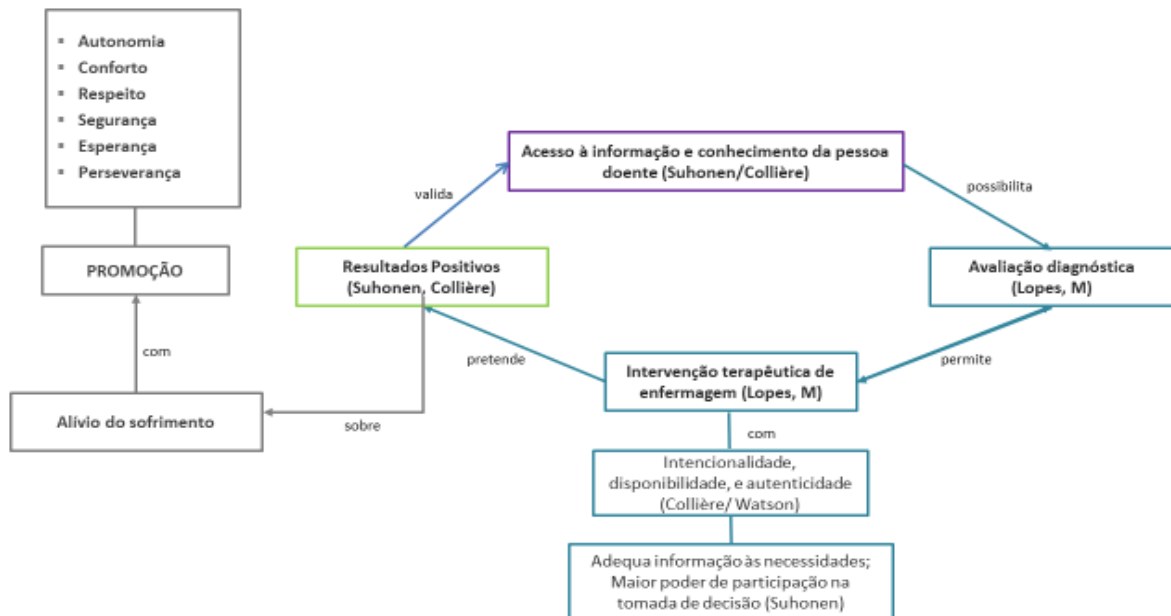 Autonomia
Conforto
Respeito
Segurança
Esperança
Perseverança
PROMOÇÃO
com
Alívio do sofrimento
sobre
Acesso à informação e conhecimento da pessoa
doente (Suhonen/Collière)
valida
possibilita
Resultados Positivos
(Suhonen, Collière)
Avaliação diagnóstica
(Lopes, M)
pretende
permite
Intervenção terapêutica de
enfermagem (Lopes, M)
com
Intencionalidade,
disponibilidade, e autenticidade
(Collière/ Watson)
Adequa informação às necessidades;
Maior poder de participação na
tomada de decisão (Suhonen)